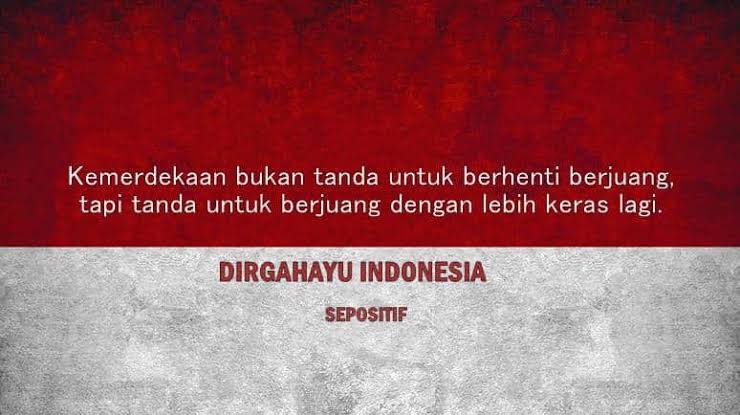 Kemerdekaan bukan tanda untuk berhenti berjuang,
tapi tanda untuk berjuang dengan lebih keras lagi.
DIRGAHAYU INDONESIA
SEPOSITIF